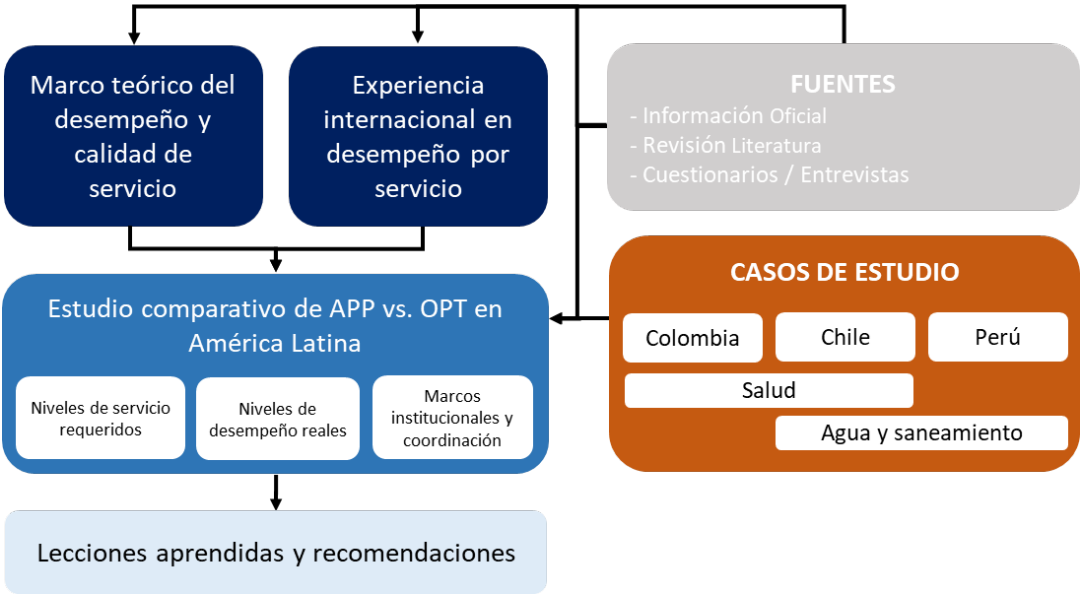 Marco teórico del
desempeño y
calidad de
servicio
Experiencia
internacional en
desempeño por
servicio
FUENTES
- Información Oficial
- Revisión Literatura
- Cuestionarios / Entrevistas
Estudio comparativo de APP vs. OPT en
América Latina
Niveles de servicio
requeridos
Niveles de
desempeño reales
Marcos
institucionales y
coordinación
CASOS DE ESTUDIO
Colombia
Chile
Perú
Salud
Agua y saneamiento
Lecciones aprendidas y recomendaciones